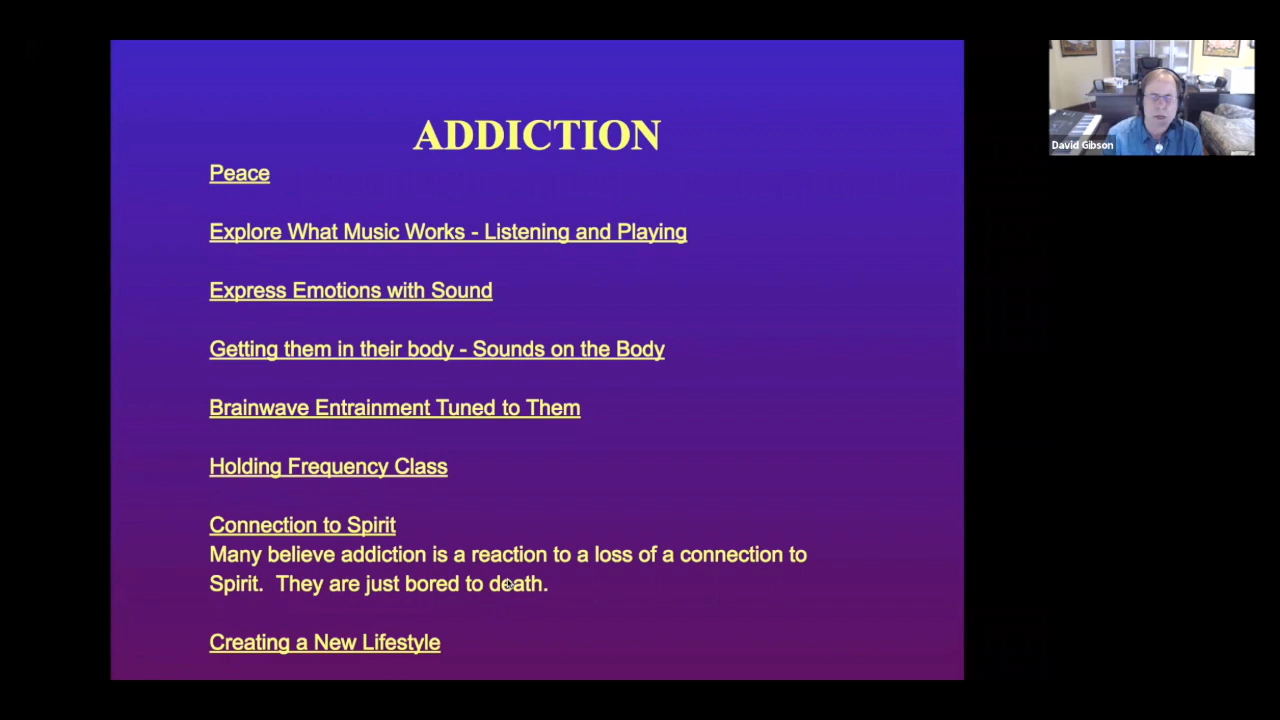 ADDICTION
Peace
Explore What Music Works - Listening and Playing
Express Emotions with Sound
Getting them in their body - Sounds on the Body
Brainwave Entrainment Tuned to Them
Holding Frequency Class
Connection to Spirit
Many believe addiction is a reaction to a loss of a connection to
Spirit.  They are just bored to death.
Creating a New Lifestyle
David Gibson